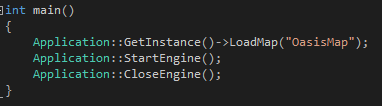 int main()
{
    Application::GetInstance()->LoadMap("OasisMap");
    Application::StartEngine();
    Application::CloseEngine();
}